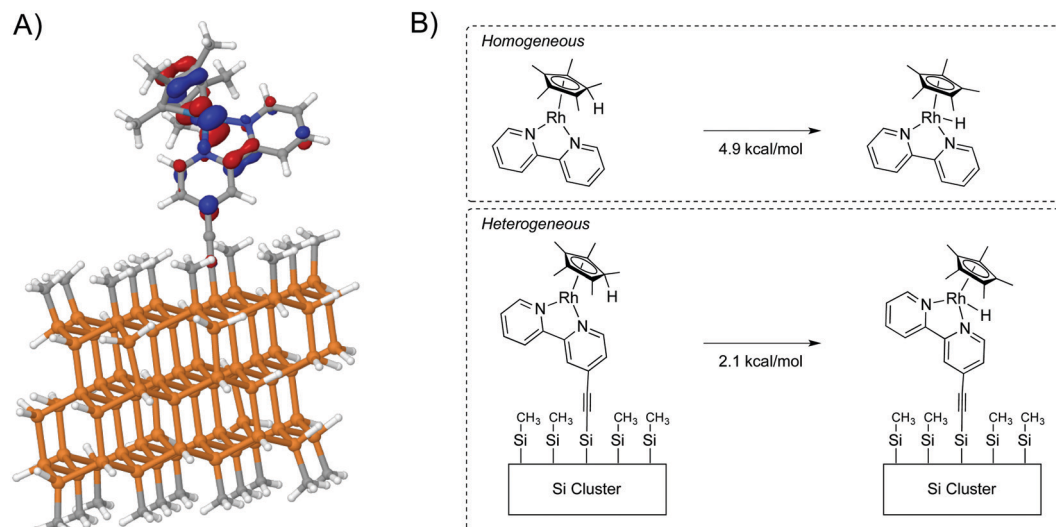 A)
B)
Homogeneous
H
Rh
N N
4.9 kcal/mol
Rh
H
N N
Heterogeneous
H
Rh
N
N
2.1 kcal/mol
Rh
H
N
N
CH3 CH3 CH3 CH3
Si Si Si Si Si
Si Cluster
CH3 CH3 CH3 CH3
Si Si Si Si Si
Si Cluster